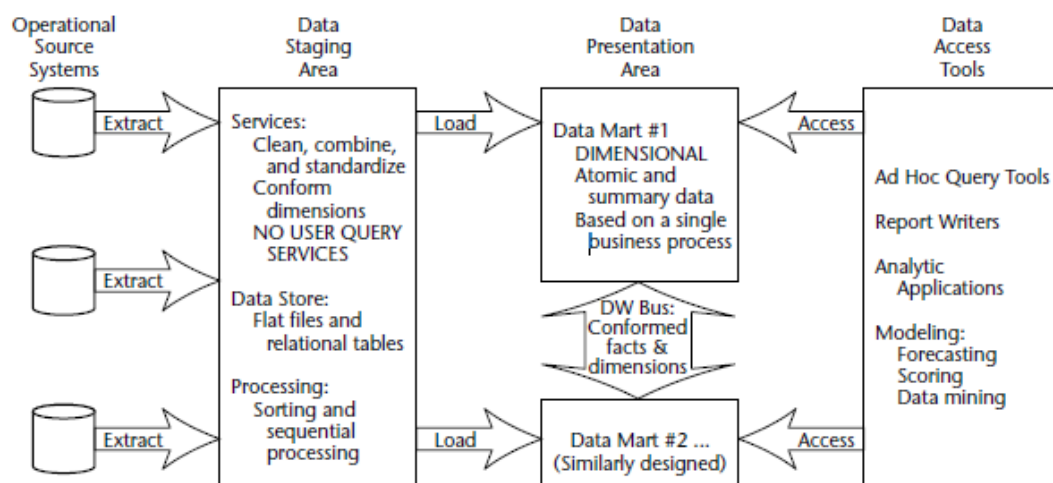 Operational
Source
Systems
Data
Staging
Area
Data
Presentation
Area
Data
Access
Tools
Extract
Extract
Extract
Services:
Clean, combine,
and standardize
Conform
dimensions
NO USER QUERY
SERVICES
Data Store:
Flat files and
relational tables
Processing:
Sorting and
sequential
processing
Load
Load
Data Mart #1
DIMENSIONAL
Atomic and
summary data
Based on a single
business process
DW Bus:
Conformed
facts &
dimensions
Data Mart #2 ...
(Similarly designed)
Access
Access
Ad Hoc Query Tools
Report Writers
Analytic
Applications
Modeling:
Forecasting
Scoring
Data mining